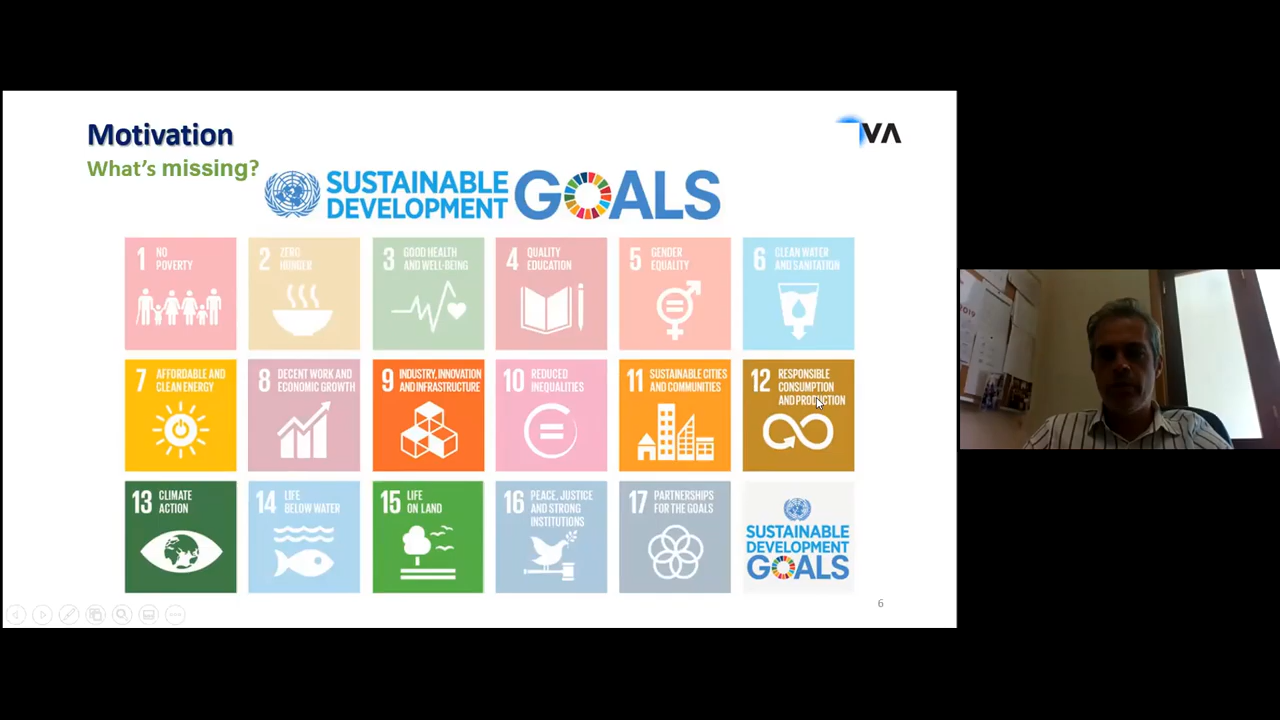 Motivation
What's missing?
SUSTAINABLE
DEVELOPMENT
GOALS
VA
1 NO
POVERTY
2 ZERO
HUNGER
3 GOOD HEALTH
AND WELL-BEING
4 QUALITY
EDUCATION
5 GENDER
EQUALITY
6 CLEAN WATER
AND SANITATION
7 AFFORDABLE AND
CLEAN ENERGY
8 DECENT WORK AND
ECONOMIC GROWTH
9 INDUSTRY, INNOVATION
AND INFRASTRUCTURE
10 REDUCED
INEQUALITIES
11 SUSTAINABLE CITIES
AND COMMUNITIES
12 RESPONSIBLE
CONSUMPTION
AND PRODUCTION
13 CLIMATE
ACTION
14 LIFE
BELOW WATER
15 LIFE
ON LAND
16 PEACE, JUSTICE
AND STRONG
INSTITUTIONS
17 PARTNERSHIPS
FOR THE GOALS
SUSTAINABLE
DEVELOPMENT
GOALS
6